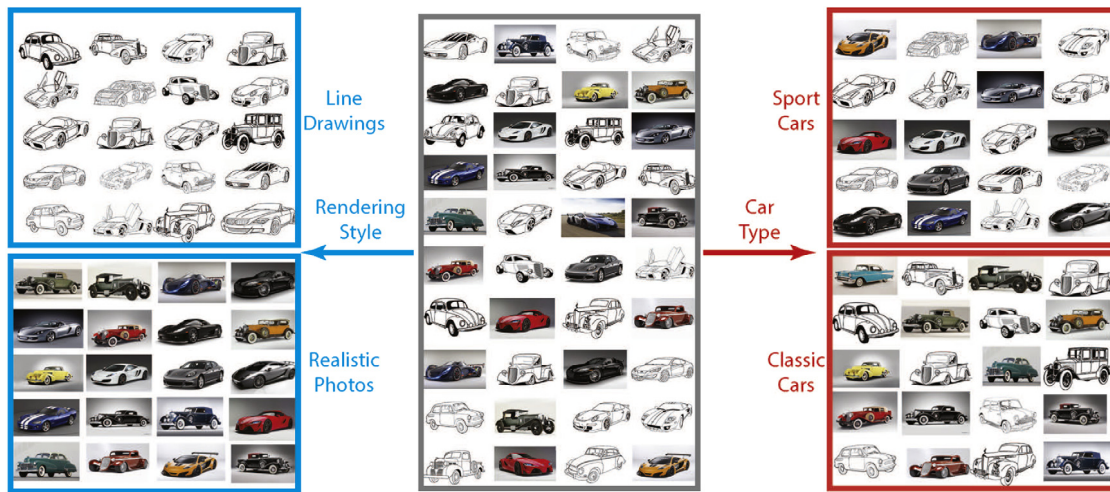 Line
Drawings
Rendering
Style
Realistic
Photos
Sport
Cars
Car
Type
Classic
Cars